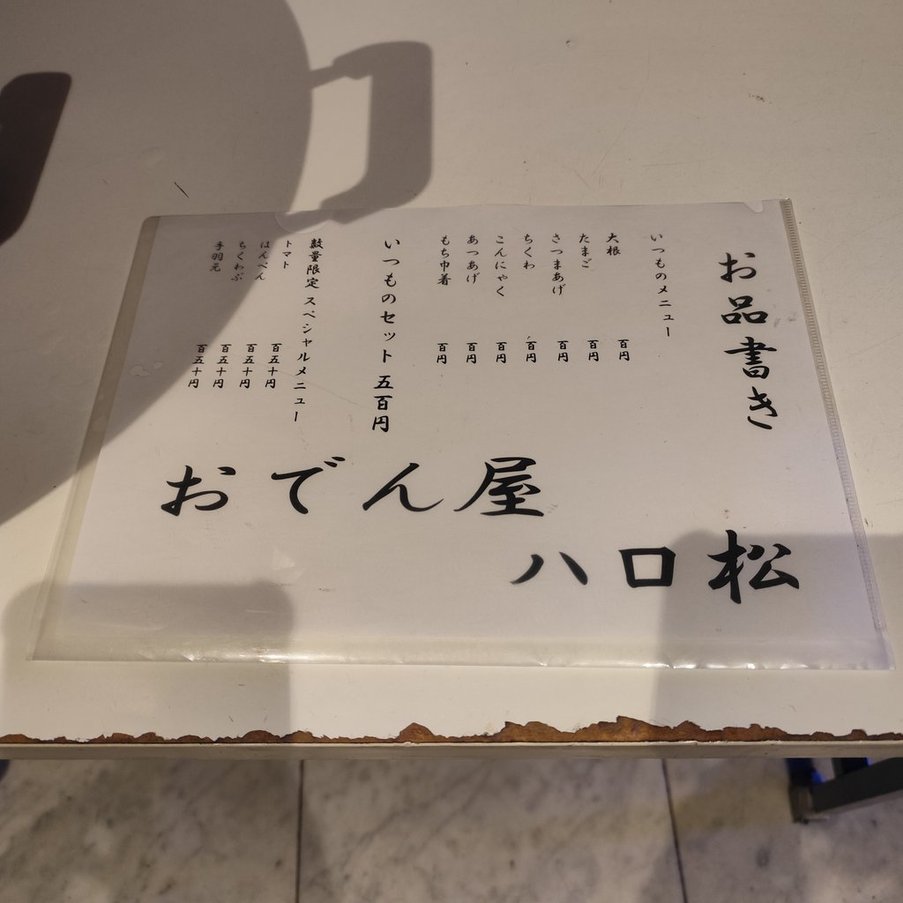 お品書き
いつものメニュー
大根 百円
たまご 百円
さつまあげ 百円
ちくわ 百円
こんにゃく 百円
あつあげ 百円
もち巾着 百円
いつものセット 五百円
数量限定 スペシャルメニュー
トマト 百五十円
はんぺん 百五十円
ちくわぶ 百五十円
手羽元 百五十円
おでん屋
ハロ松